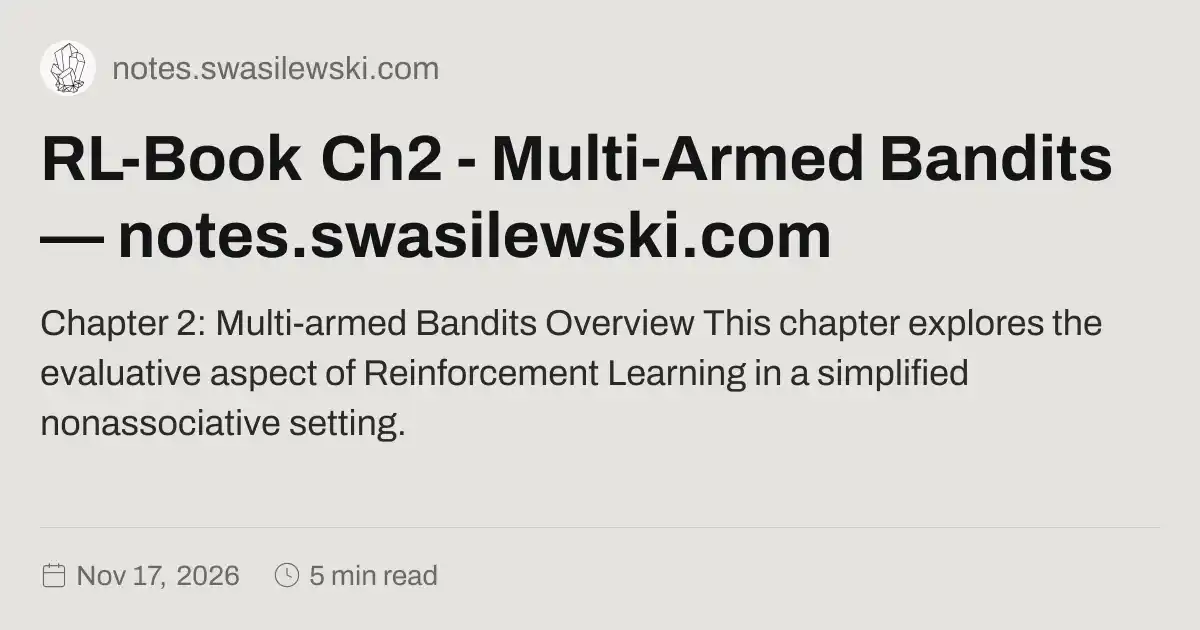 notes.swasilewski.com
RL-Book Ch2 - Multi-Armed Bandits
— notes.swasilewski.com
Chapter 2: Multi-armed Bandits Overview This chapter explores the
evaluative aspect of Reinforcement Learning in a simplified
nonassociative setting.
Nov 17, 2026 5 min read